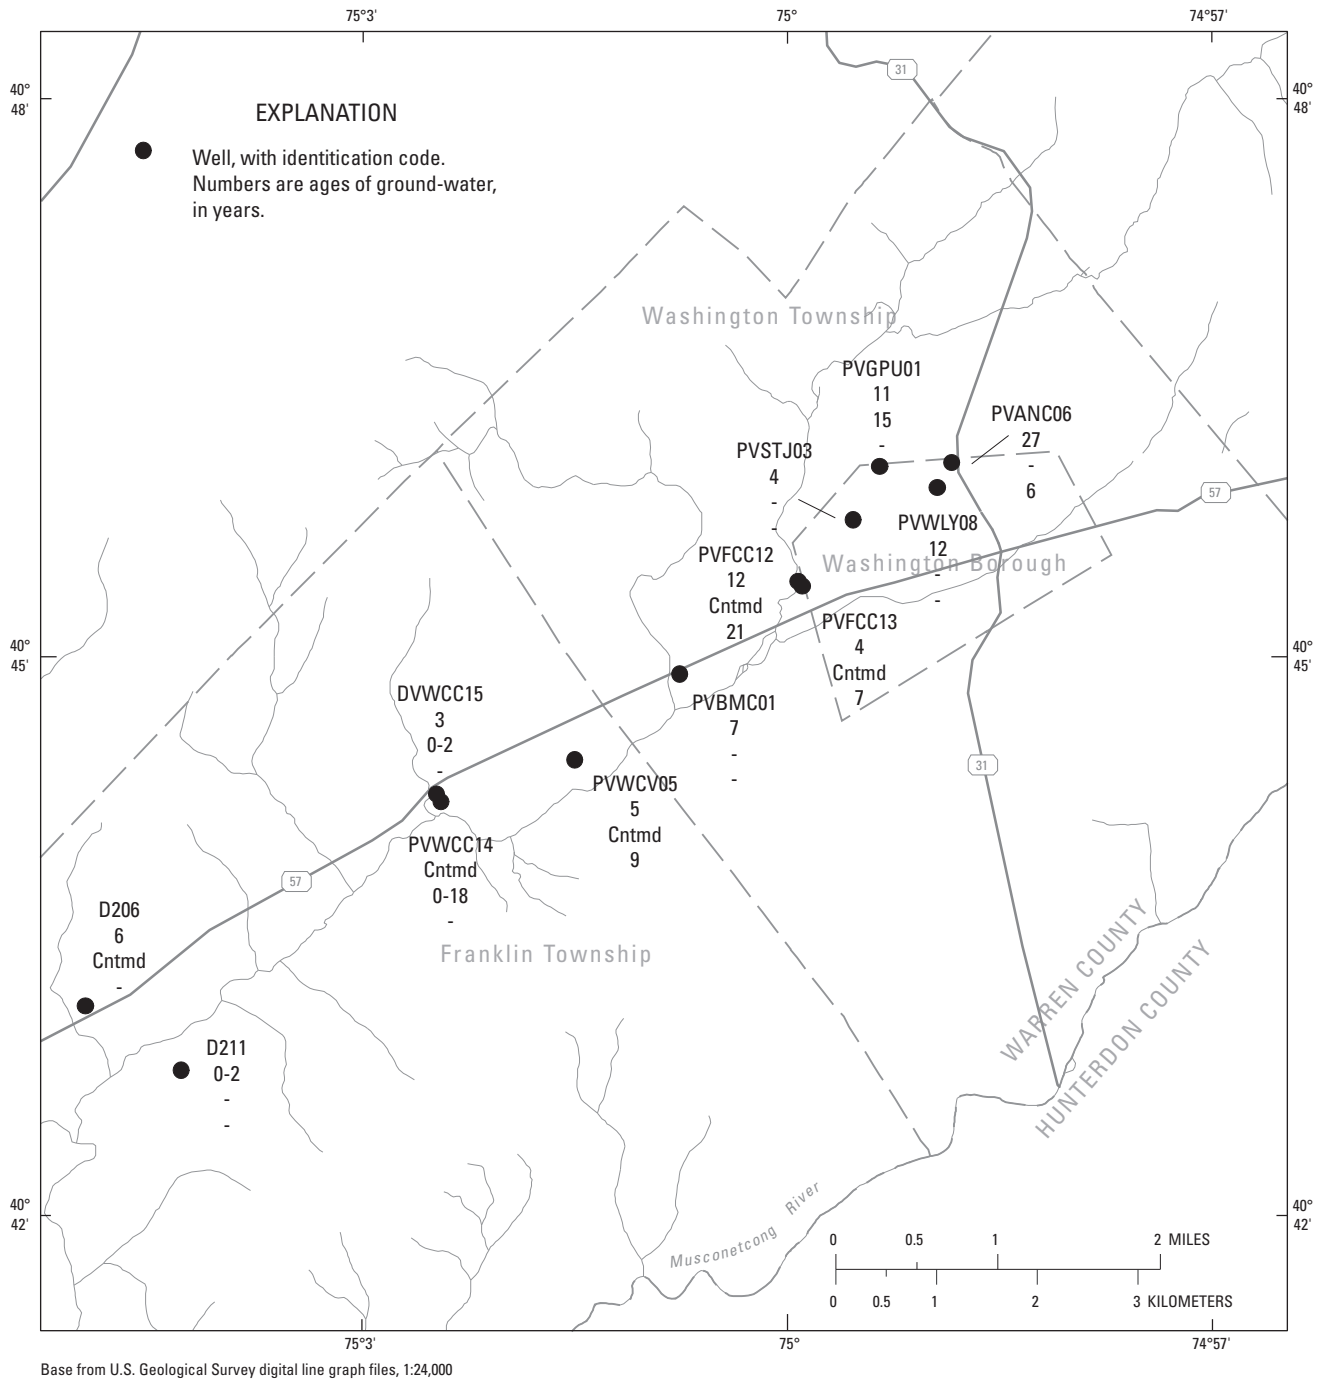 75°3'
75°
74°57'
40°
48'
40°
48'
31
EXPLANATION
Well, with identitication code.
Numbers are ages of ground-water,
in years.
Washington Township
PVGPU01
11
15
-
PVANC06
27
-
6
PVSTJ03
4
-
-
57
PVWLY08
12
-
-
Washington Borough
PVFCC12
12
Cntmd
21
PVFCC13
4
Cntmd
7
40°
45'
40°
45'
DVWCC15
3
0-2
-
PVBMC01
7
-
-
31
PVWCV05
5
Cntmd
9
PVWCC14
Cntmd
0-18
-
57
D206
6
Cntmd
-
Franklin Township
WARREN COUNTY
HUNTERDON COUNTY
D211
0-2
-
-
40°
42'
40°
42'
Musconetcong River
0 0.5 1 2 MILES
0 0.5 1 2 3 KILOMETERS
75°3'
75°
74°57'
Base from U.S. Geological Survey digital line graph files, 1:24,000